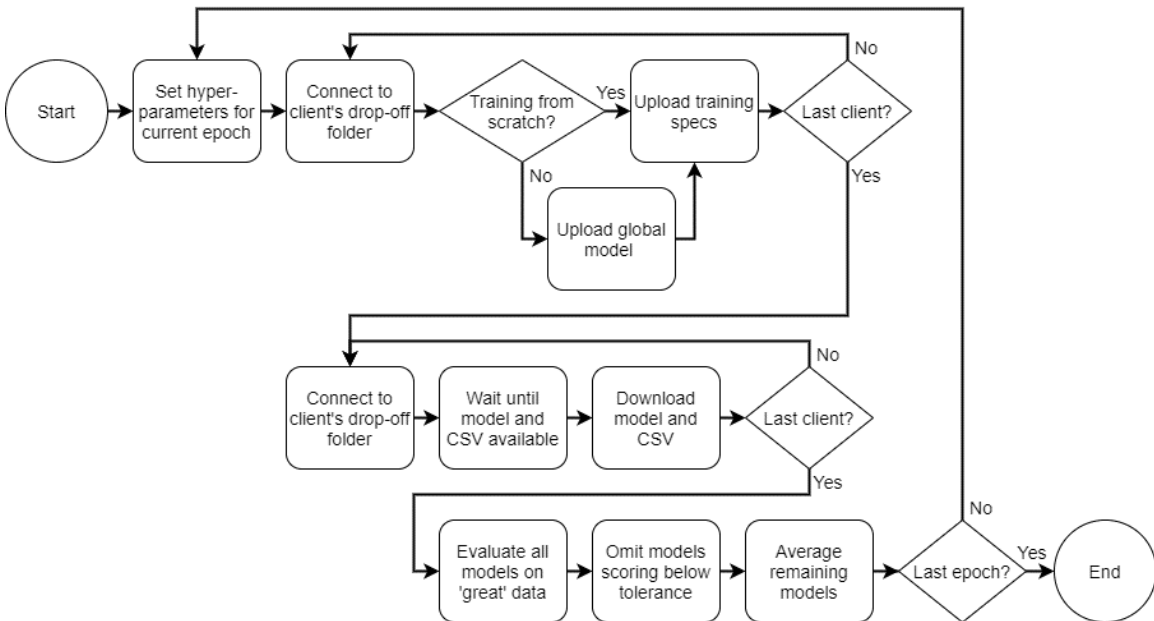 No
Start
Set hyper-
parameters for
current epoch
Connect to
client's drop-off
folder
Training from
scratch?
Yes
Upload training
specs
Last client?
No
Yes
Upload global
model
No
Connect to
client's drop-off
folder
Wait until
model and
CSV available
Download
model and
CSV
Last client?
Yes
No
Evaluate all
models on
'great' data
Omit models
scoring below
tolerance
Average
remaining
models
Last epoch?
Yes
End